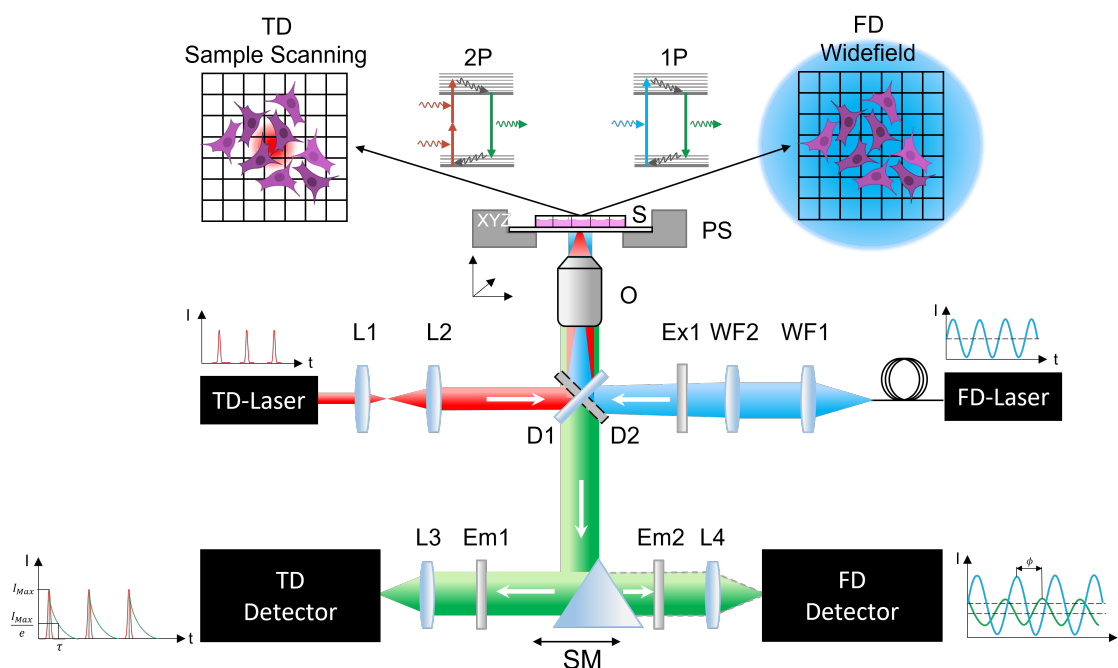 TD
Sample Scanning
2P
1P
FD
Widefield
XYZ
S
PS
O
I
t
L1
L2
Ex1
WF2
WF1
I
t
TD-Laser
FD-Laser
D1
D2
L3
Em1
Em2
L4
TD
Detector
FD
Detector
SM
I
I_Max
I_Max
e
τ
t
I
ϕ
t